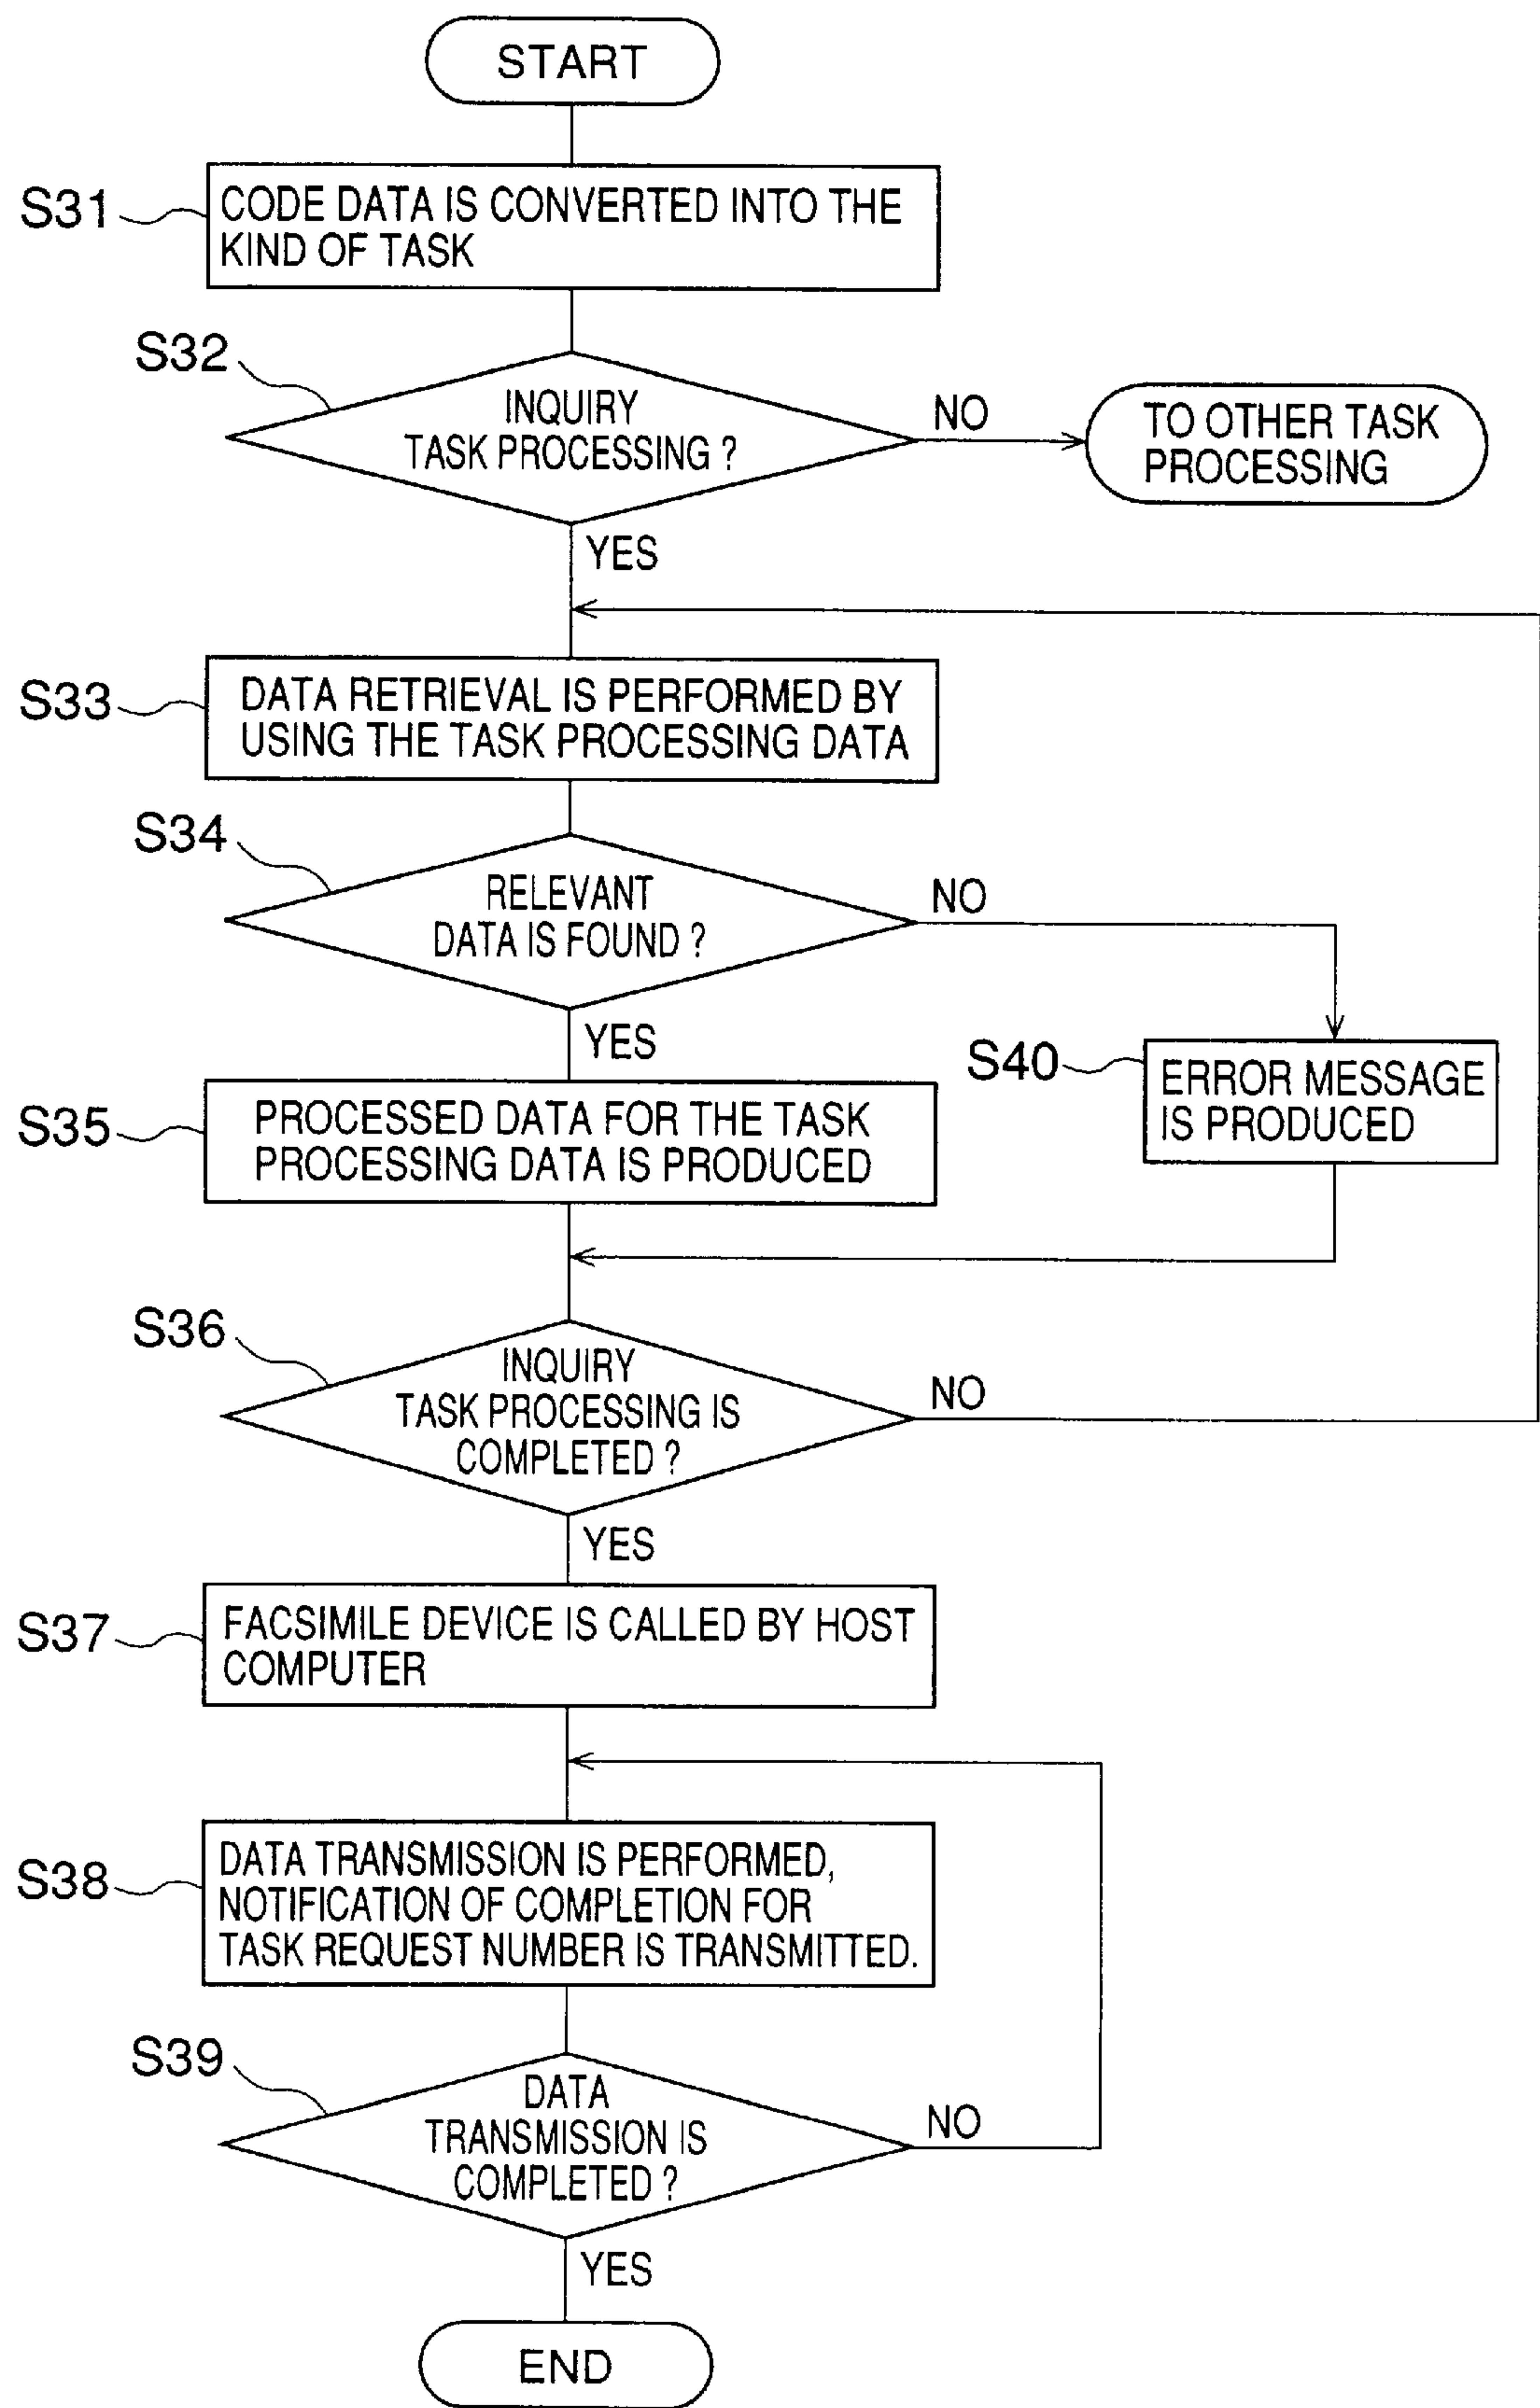 START
S31
CODE DATA IS CONVERTED INTO THE
KIND OF TASK
S32
INQUIRY
TASK PROCESSING ?
NO
TO OTHER TASK
PROCESSING
YES
S33
DATA RETRIEVAL IS PERFORMED BY
USING THE TASK PROCESSING DATA
S34
RELEVANT
DATA IS FOUND ?
NO
YES
S40
ERROR MESSAGE
IS PRODUCED
S35
PROCESSED DATA FOR THE TASK
PROCESSING DATA IS PRODUCED
S36
INQUIRY
TASK PROCESSING IS
COMPLETED ?
NO
YES
S37
FACSIMILE DEVICE IS CALLED BY HOST
COMPUTER
S38
DATA TRANSMISSION IS PERFORMED,
NOTIFICATION OF COMPLETION FOR
TASK REQUEST NUMBER IS TRANSMITTED.
S39
DATA
TRANSMISSION IS
COMPLETED ?
NO
YES
END